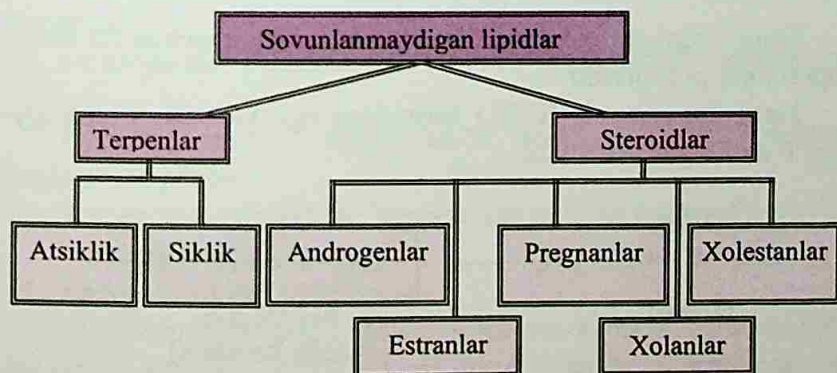 Sovunlanmaydigan lipidlar
Terpenlar
Steroidlar
Atsiklik
Siklik
Androgenlar
Pregnanlar
Xolestanlar
Estranlar
Xolanlar